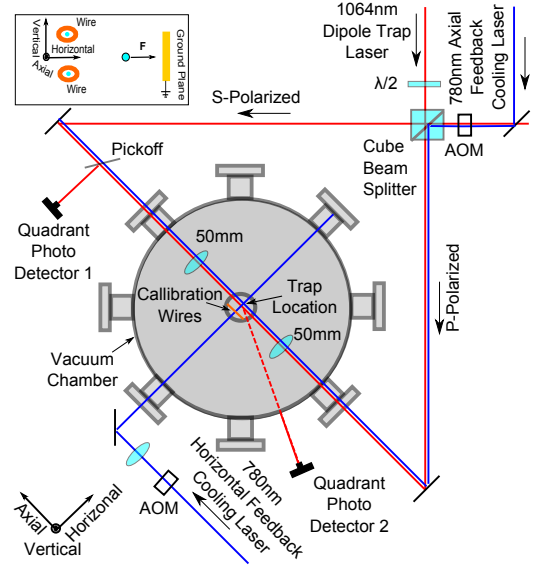 Wire
Vertical
Horizontal
Axial
Wire
F
Ground Plane
1064nm
Dipole Trap
Laser
780nm Axial
Feedback
Cooling Laser
λ/2
S-Polarized
AOM
Cube
Beam
Splitter
Pickoff
Quadrant
Photo
Detector 1
50mm
Callibration
Wires
Trap
Location
50mm
P-Polarized
Vacuum
Chamber
780nm
Horizontal Feedback
Cooling Laser
Quadrant
Photo
Detector 2
AOM
Axial
Horizonal
Vertical